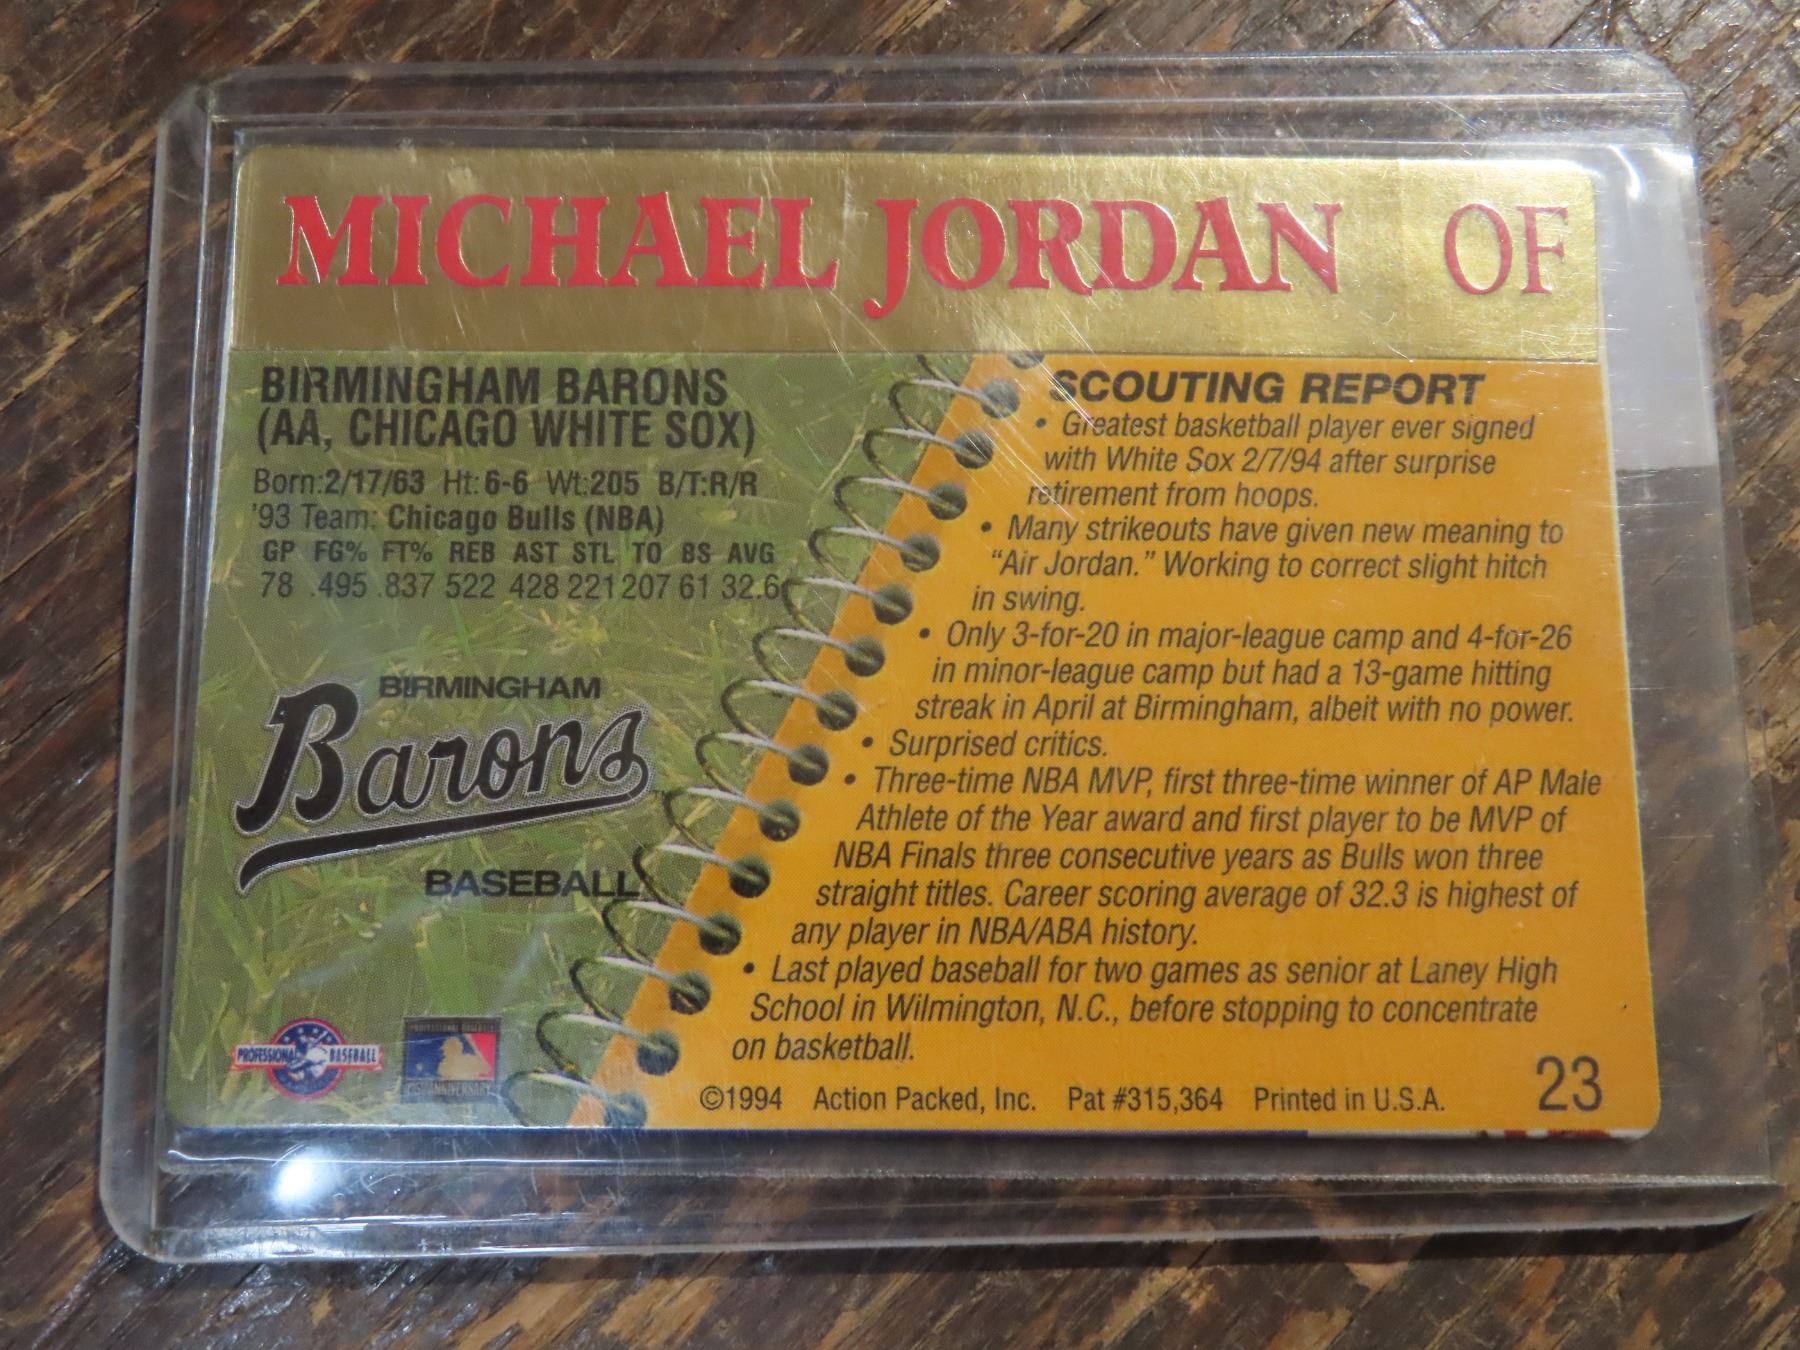 MICHAEL JORDAN OF
BIRMINGHAM BARONS
(AA, CHICAGO WHITE SOX)
Born:2/17/63 Ht:6-6 Wt:205 B/T:R/R
'93 Team: Chicago Bulls (NBA)
GP FG% FT% REB AST STL TO BS AVG
78 .495 .837 522 428 221 207 61 32.6
BIRMINGHAM
Barons
BASEBALL
PROFESSIONAL BASEBALL
PROFESSIONAL BASEBALL
ANNIVERSARY
SCOUTING REPORT
• Greatest basketball player ever signed
with White Sox 2/7/94 after surprise
retirement from hoops.
• Many strikeouts have given new meaning to
“Air Jordan.” Working to correct slight hitch
in swing.
• Only 3-for-20 in major-league camp and 4-for-26
in minor-league camp but had a 13-game hitting
streak in April at Birmingham, albeit with no power.
• Surprised critics.
• Three-time NBA MVP, first three-time winner of AP Male
Athlete of the Year award and first player to be MVP of
NBA Finals three consecutive years as Bulls won three
straight titles. Career scoring average of 32.3 is highest of
any player in NBA/ABA history.
• Last played baseball for two games as senior at Laney High
School in Wilmington, N.C., before stopping to concentrate
on basketball.
©1994 Action Packed, Inc. Pat #315,364 Printed in U.S.A.
23